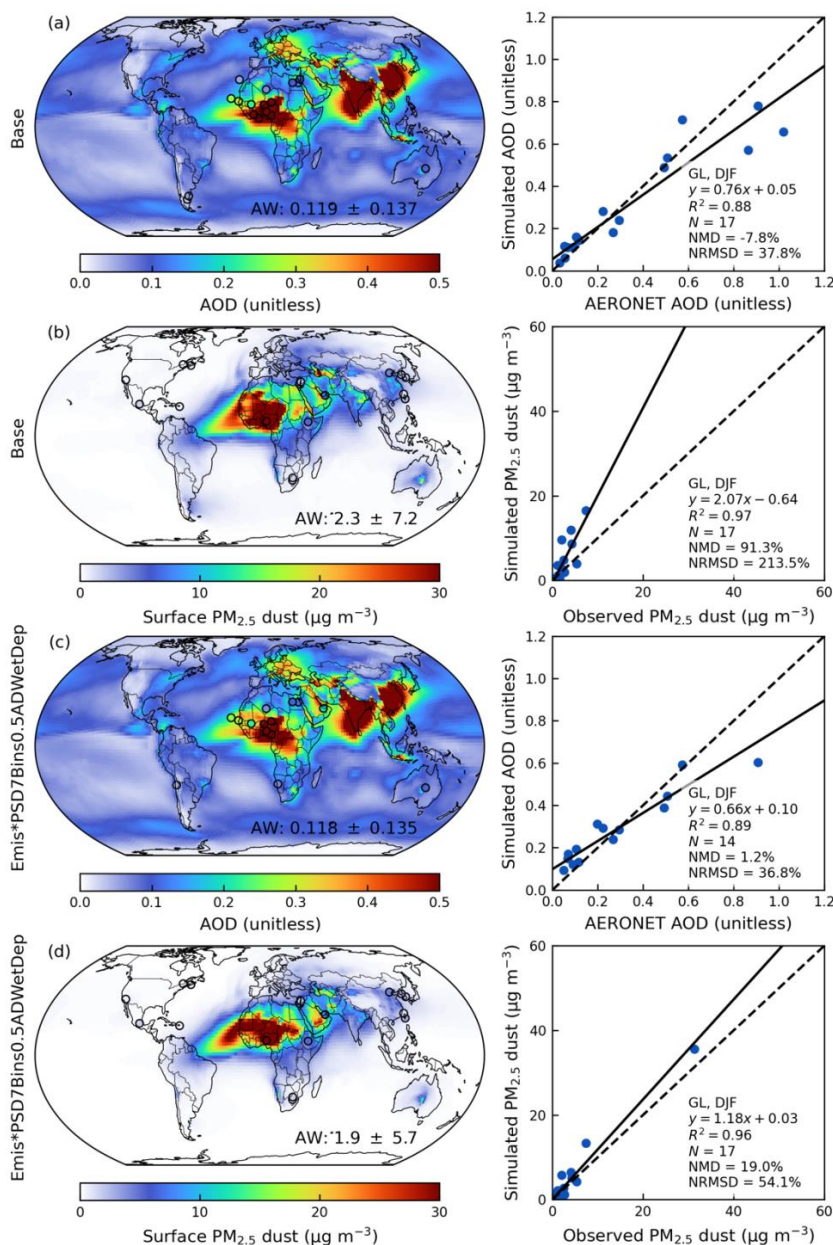 (a)
Base
AW: 0.119 ± 0.137
0.0 0.1 0.2 0.3 0.4 0.5
AOD (unitless)
Simulated AOD (unitless)
1.2
1.0
0.8
0.6
0.4
0.2
0.0
GL, DJF
y = 0.76x + 0.05
R² = 0.88
N = 17
NMD = -7.8%
NRMSD = 37.8%
0.0 0.2 0.4 0.6 0.8 1.0 1.2
AERONET AOD (unitless)
(b)
Base
AW: 2.3 ± 7.2
0 10 20 30
Surface PM₂.₅ dust (μg m⁻³)
Simulated PM₂.₅ dust (μg m⁻³)
60
40
20
0
GL, DJF
y = 2.07x − 0.64
R² = 0.97
N = 17
NMD = 91.3%
NRMSD = 213.5%
0 20 40 60
Observed PM₂.₅ dust (μg m⁻³)
(c)
Emis*PSD7Bins0.5ADWetDep
AW: 0.118 ± 0.135
0.0 0.1 0.2 0.3 0.4 0.5
AOD (unitless)
Simulated AOD (unitless)
1.2
1.0
0.8
0.6
0.4
0.2
0.0
GL, DJF
y = 0.66x + 0.10
R² = 0.89
N = 14
NMD = 1.2%
NRMSD = 36.8%
0.0 0.2 0.4 0.6 0.8 1.0 1.2
AERONET AOD (unitless)
(d)
Emis*PSD7Bins0.5ADWetDep
AW: 1.9 ± 5.7
0 10 20 30
Surface PM₂.₅ dust (μg m⁻³)
Simulated PM₂.₅ dust (μg m⁻³)
60
40
20
0
GL, DJF
y = 1.18x + 0.03
R² = 0.96
N = 17
NMD = 19.0%
NRMSD = 54.1%
0 20 40 60
Observed PM₂.₅ dust (μg m⁻³)